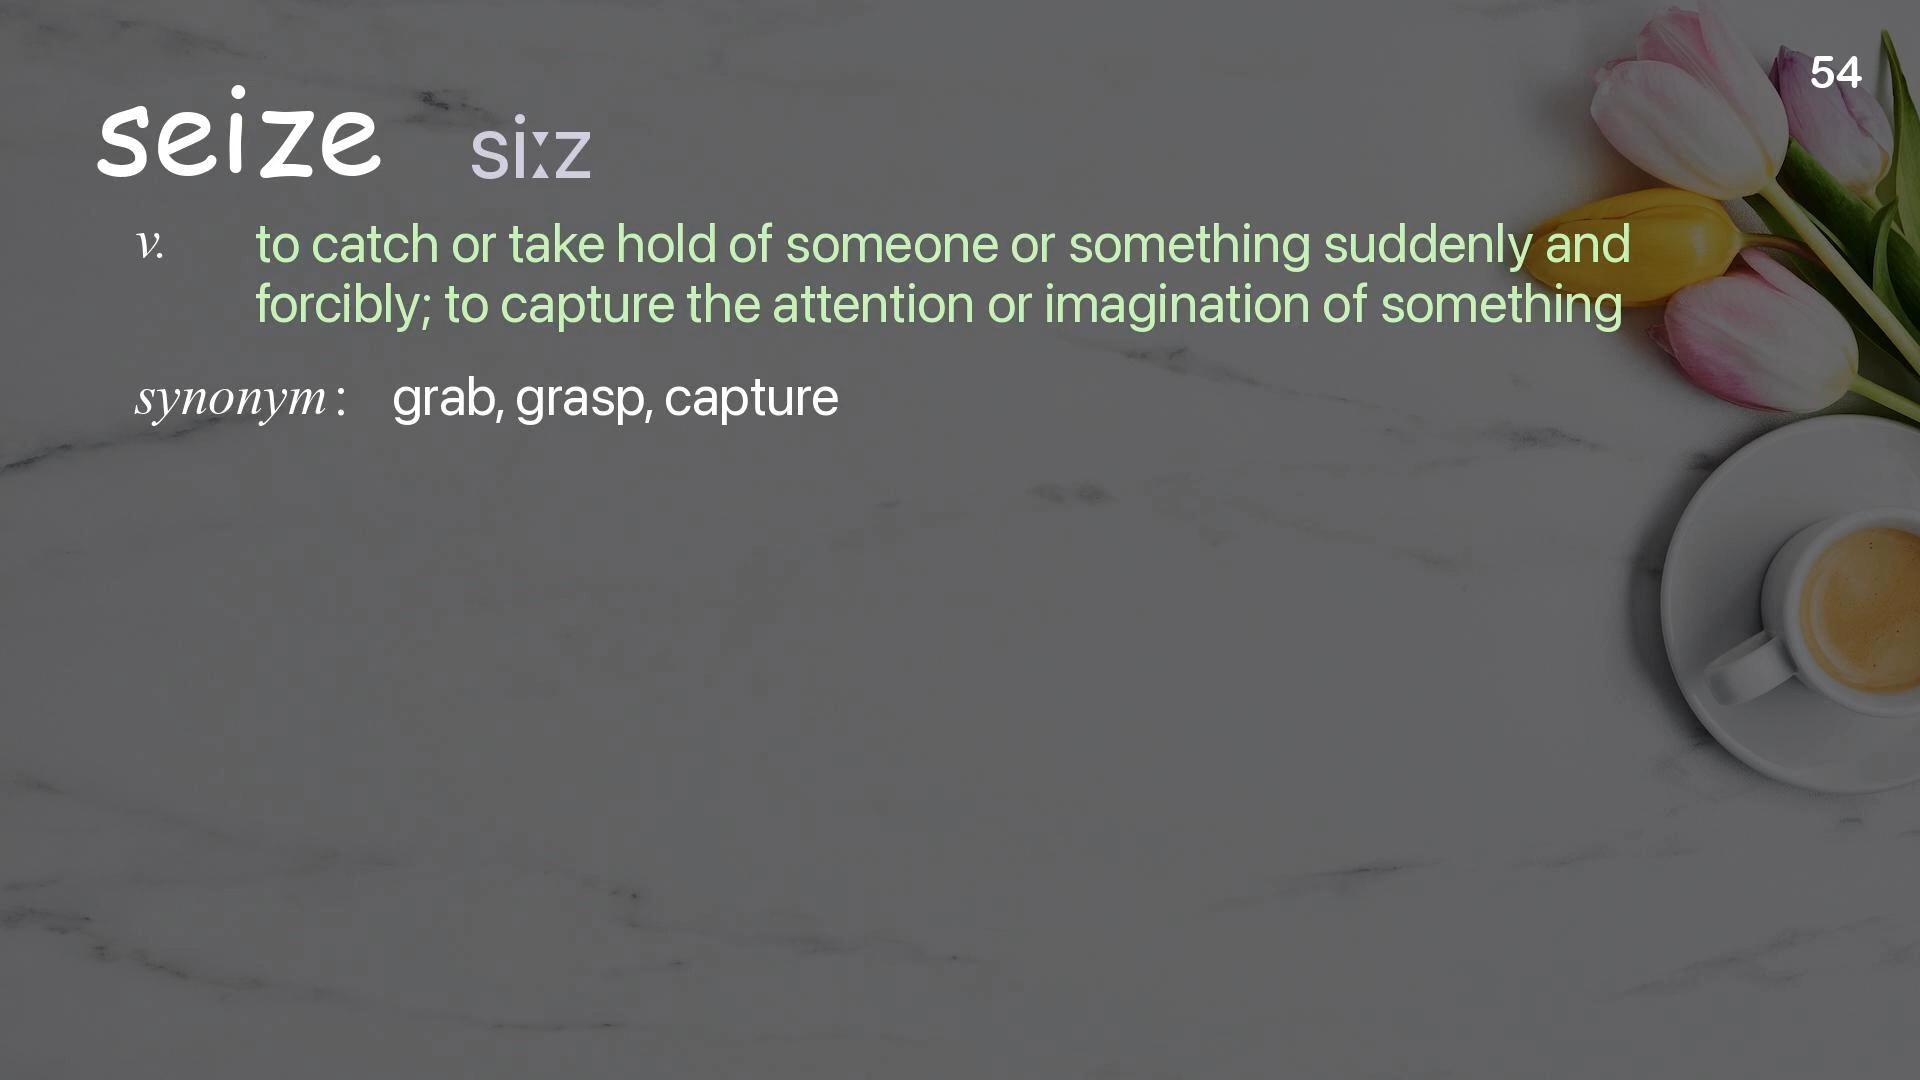 54
seize siːz
v. to catch or take hold of someone or something suddenly and
forcibly; to capture the attention or imagination of something
synonym : grab, grasp, capture